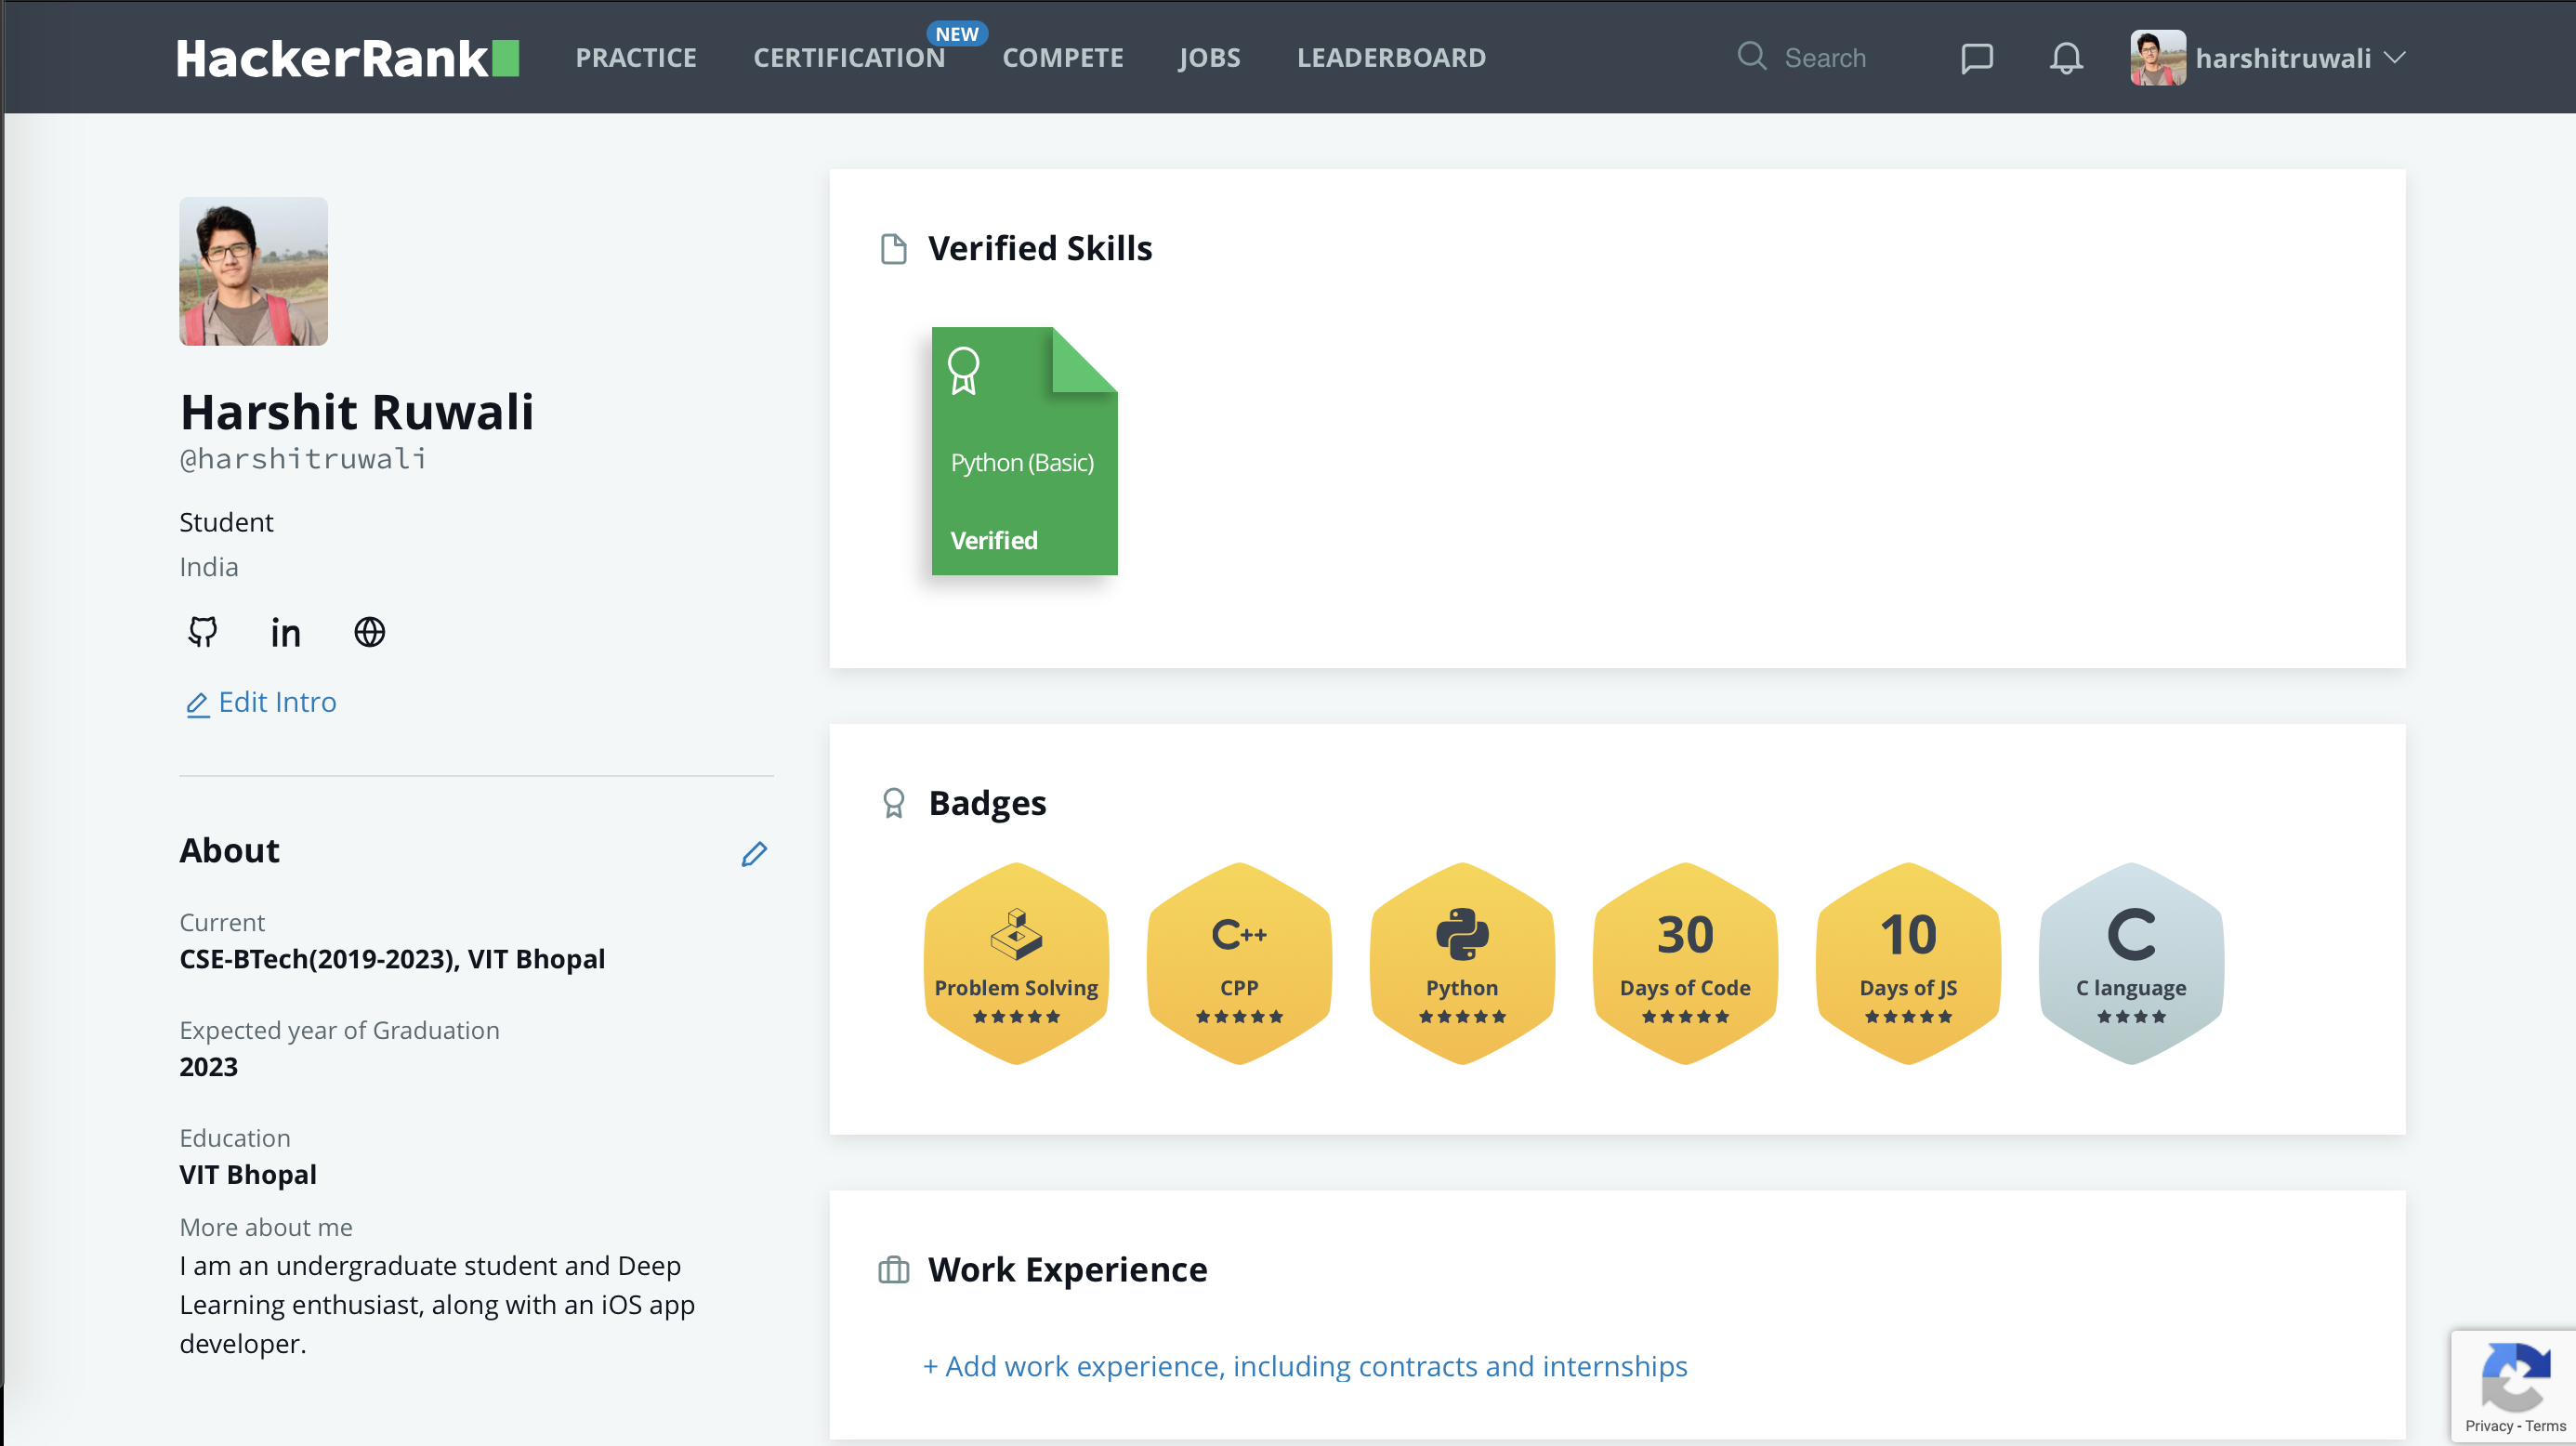 HackerRank
PRACTICE
CERTIFICATION
NEW
COMPETE
JOBS
LEADERBOARD
Search
harshitruwali
Harshit Ruwali
@harshitruwali
Student
India
in
Edit Intro
About
Current
CSE-BTech(2019-2023), VIT Bhopal
Expected year of Graduation
2023
Education
VIT Bhopal
More about me
I am an undergraduate student and Deep
Learning enthusiast, along with an iOS app
developer.
Verified Skills
Python (Basic)
Verified
Badges
Problem Solving
C++
CPP
Python
30
Days of Code
10
Days of JS
C
C language
Work Experience
+ Add work experience, including contracts and internships
Privacy - Terms